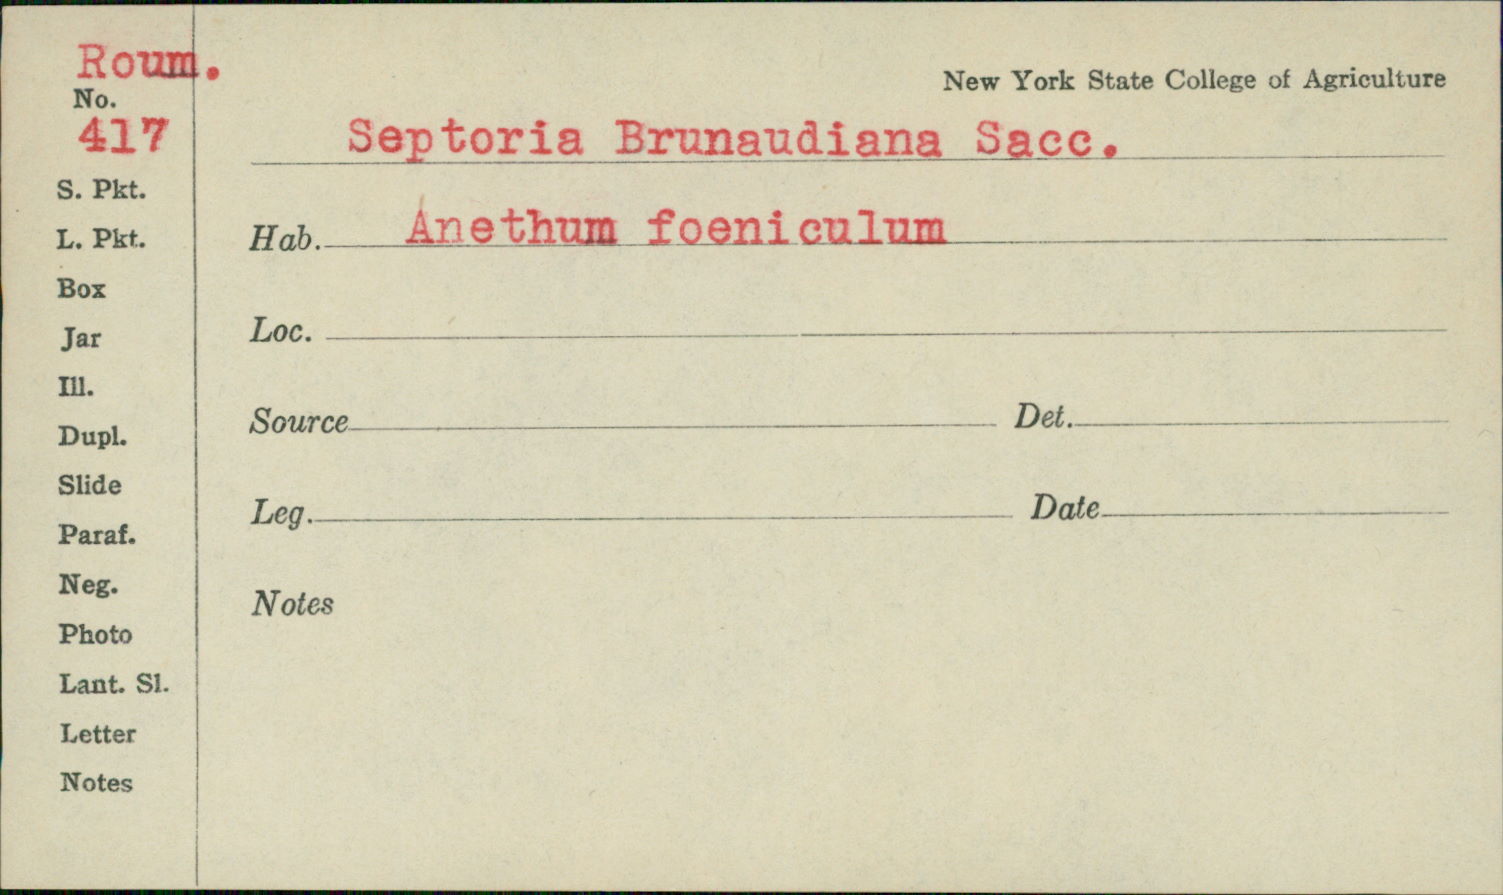 Roum.
No.
417
S. Pkt.
L. Pkt.
Box
Jar
Ill.
Dupl.
Slide
Paraf.
Neg.
Photo
Lant. Sl.
Letter
Notes
New York State College of Agriculture
Septoria Brunaudiana Sacc.
Hab. Anethum foeniculum
Loc.
Source Det.
Leg. Date
Notes